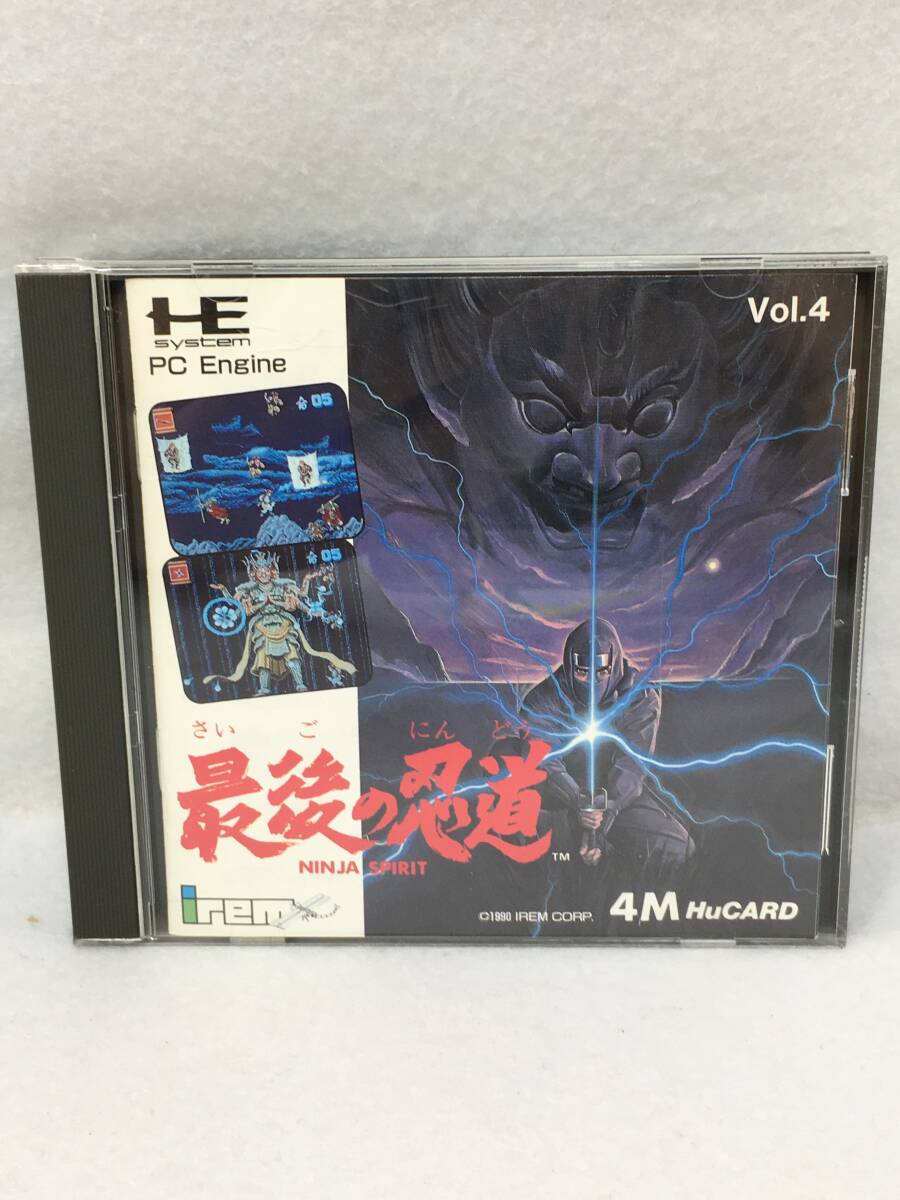 HE
system
PC Engine
Vol.4
05
05
さい ご にん どう
最後の忍道
™
NINJA SPIRIT
irem
©1990 IREM CORP.
4M HuCARD